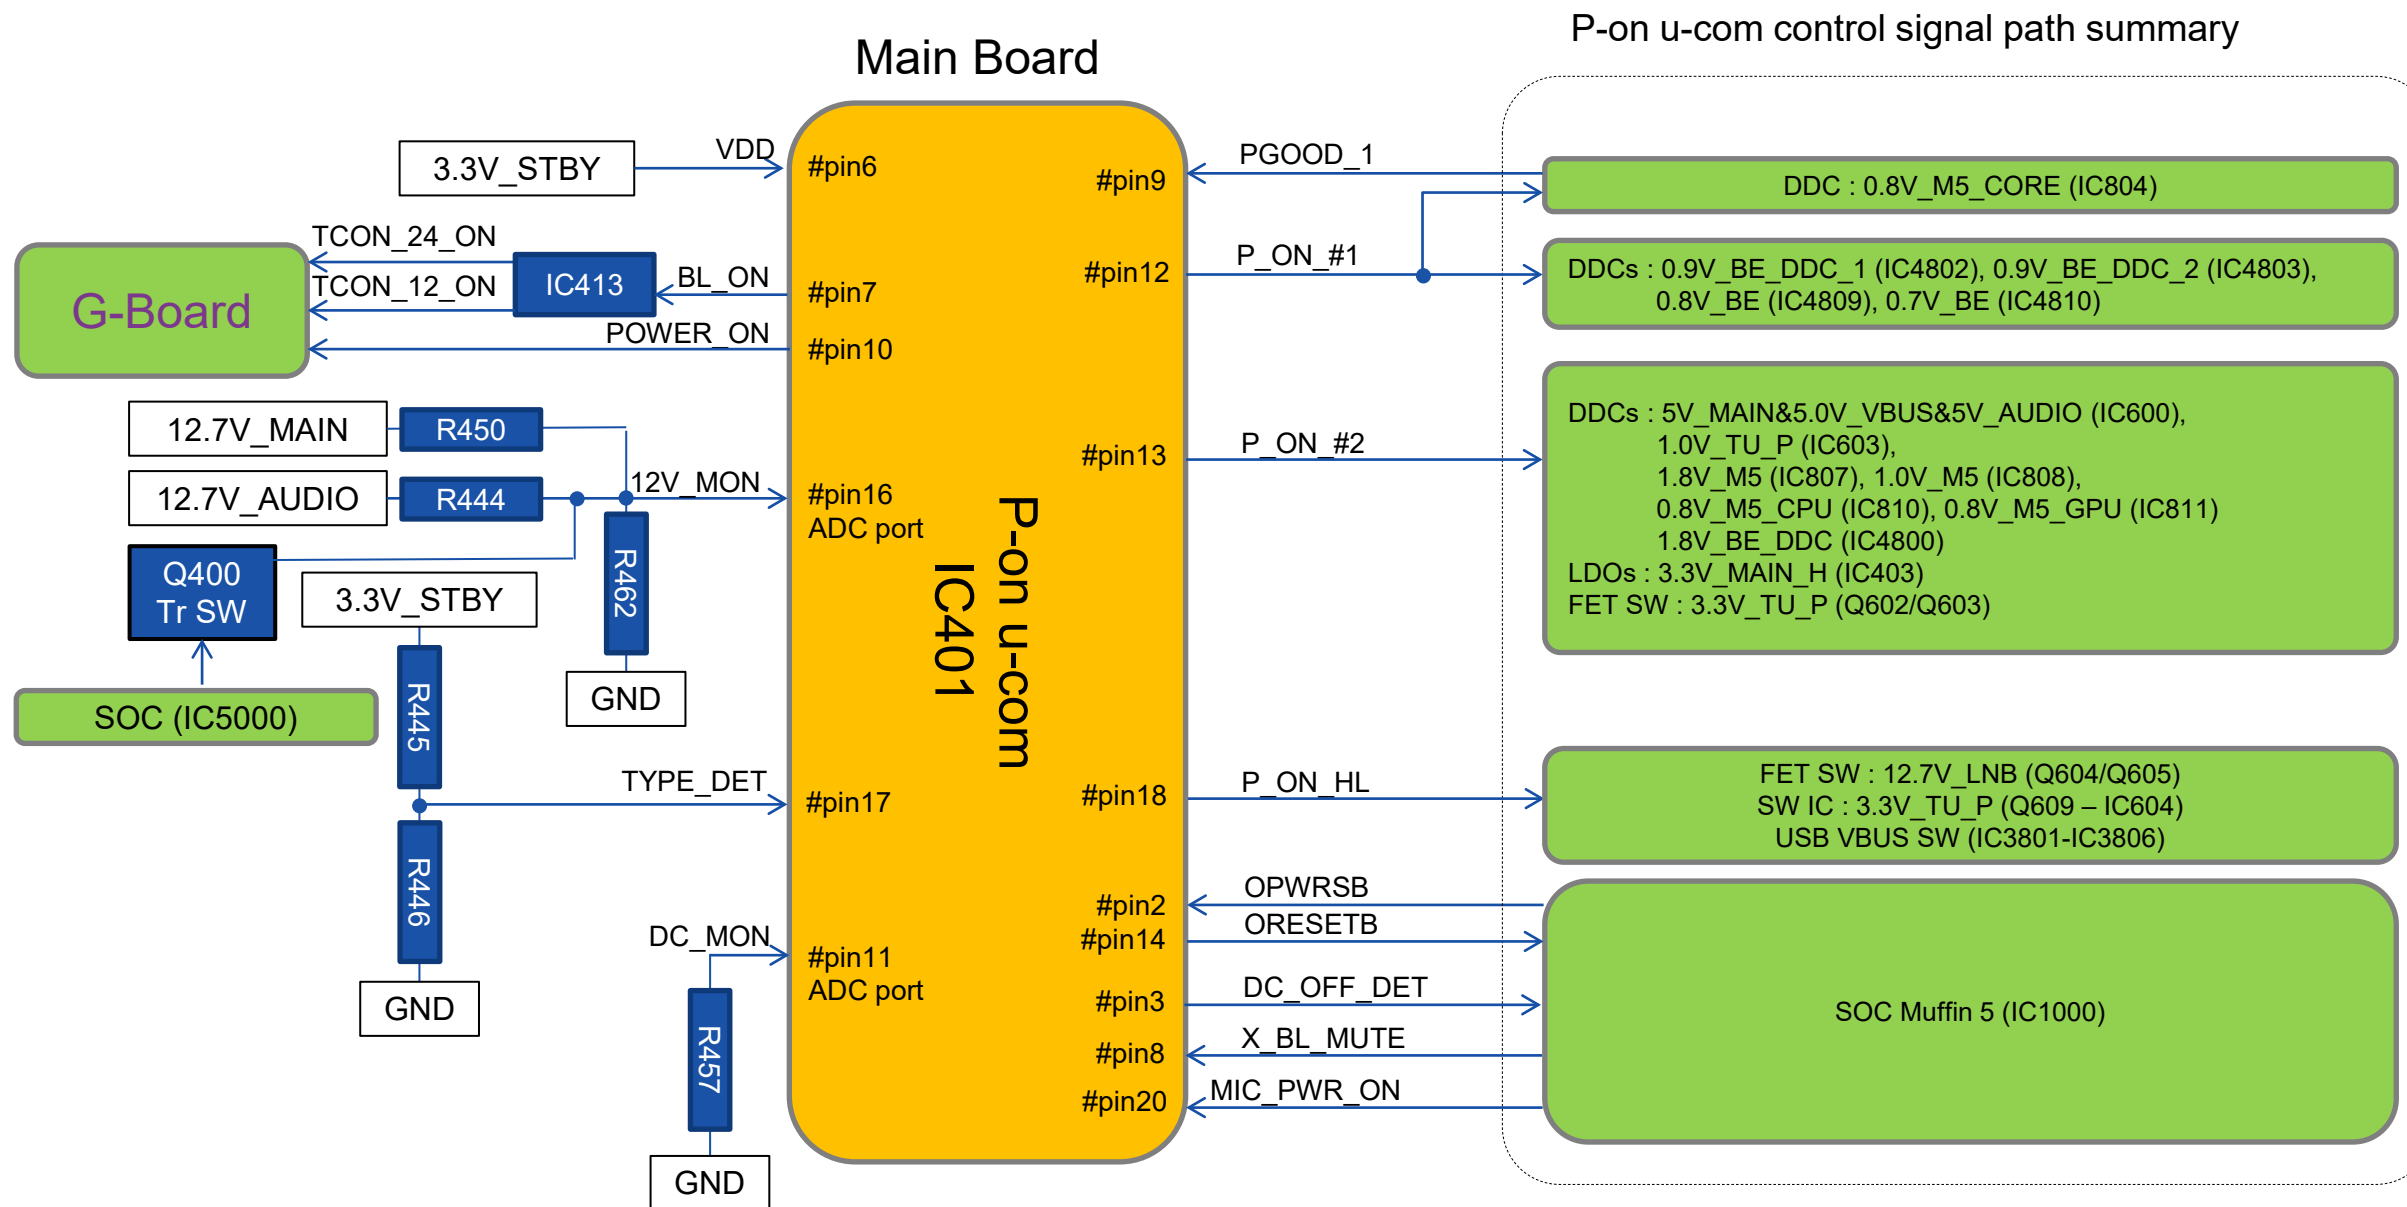 P-on u-com control signal path summary
Main Board
3.3V_STBY
VDD
#pin6
G-Board
TCON_24_ON
TCON_12_ON
IC413
BL_ON
#pin7
POWER_ON
#pin10
12.7V_MAIN
R450
12.7V_AUDIO
R444
12V_MON
#pin16
ADC port
Q400
Tr SW
R462
GND
SOC (IC5000)
3.3V_STBY
R445
TYPE_DET
#pin17
R446
GND
DC_MON
#pin11
ADC port
R457
GND
P-on u-com
IC401
#pin9
PGOOD_1
DDC : 0.8V_M5_CORE (IC804)
#pin12
P_ON_#1
DDCs : 0.9V_BE_DDC_1 (IC4802), 0.9V_BE_DDC_2 (IC4803),
0.8V_BE (IC4809), 0.7V_BE (IC4810)
#pin13
P_ON_#2
DDCs : 5V_MAIN&5.0V_VBUS&5V_AUDIO (IC600),
1.0V_TU_P (IC603),
1.8V_M5 (IC807), 1.0V_M5 (IC808),
0.8V_M5_CPU (IC810), 0.8V_M5_GPU (IC811)
1.8V_BE_DDC (IC4800)
LDOs : 3.3V_MAIN_H (IC403)
FET SW : 3.3V_TU_P (Q602/Q603)
#pin18
P_ON_HL
FET SW : 12.7V_LNB (Q604/Q605)
SW IC : 3.3V_TU_P (Q609 – IC604)
USB VBUS SW (IC3801-IC3806)
#pin2
OPWRSB
#pin14
ORESETB
#pin3
DC_OFF_DET
#pin8
X_BL_MUTE
#pin20
MIC_PWR_ON
SOC Muffin 5 (IC1000)